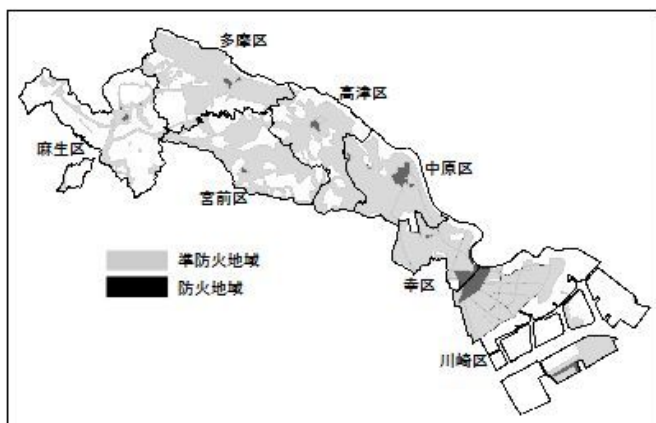 多摩区
高津区
麻生区
中原区
宮前区
準防火地域
防火地域
幸区
川崎区